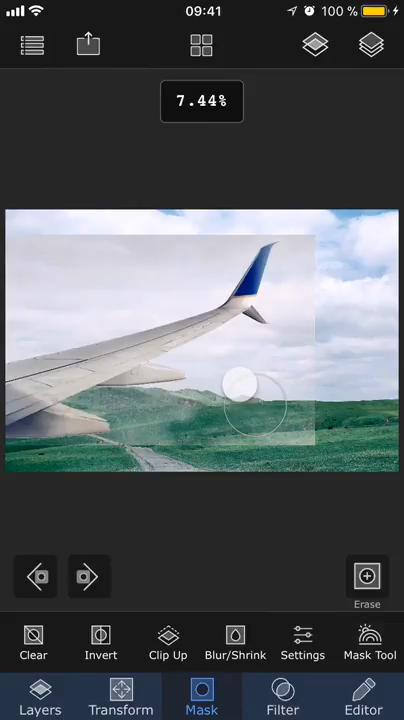 09:41
100 %
7.44%
Erase
Clear Invert Clip Up Blur/Shrink Settings Mask Tool
Layers Transform Mask Filter Editor